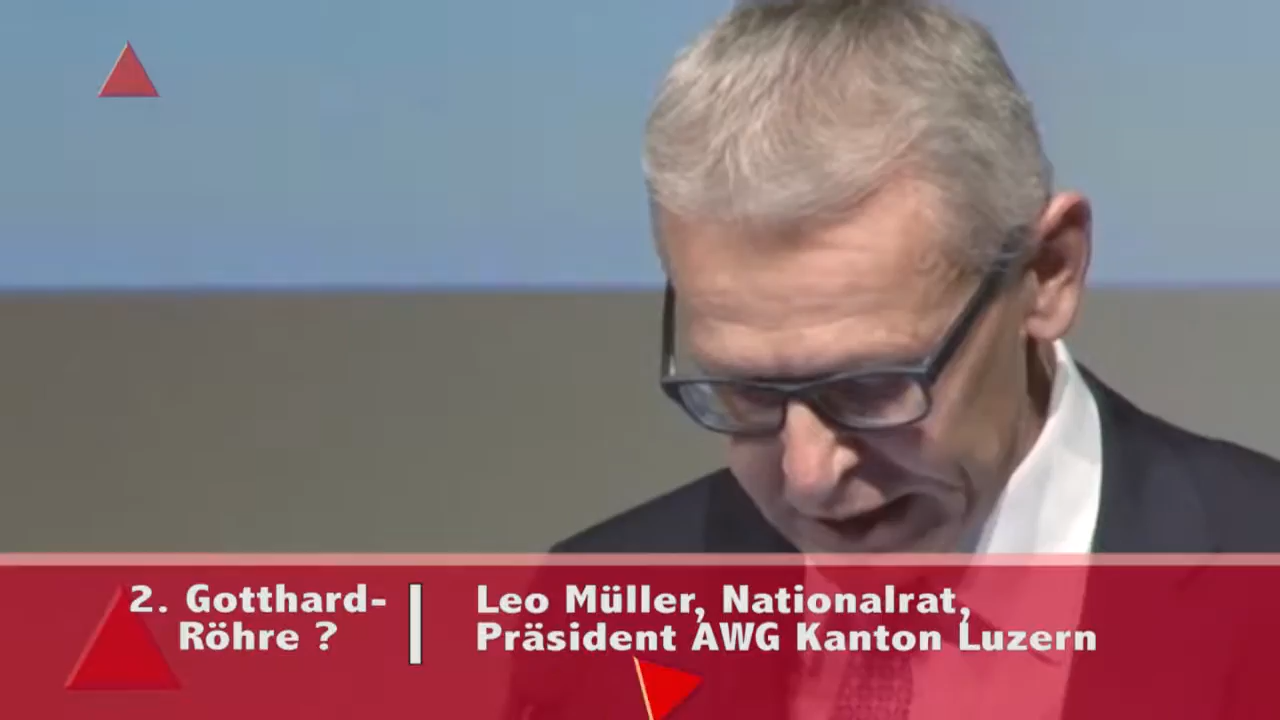 2. Gotthard-
Röhre ?
Leo Müller, Nationalrat,
Präsident AWG Kanton Luzern